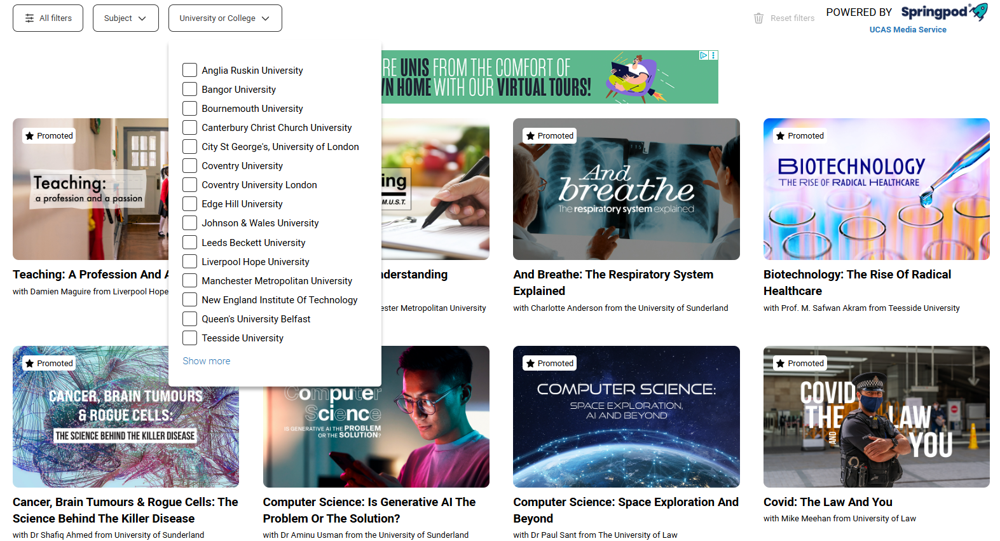 All filters
Subject
University or College
Reset filters
POWERED BY
Springpod
UCAS Media Service
Anglia Ruskin University
Bangor University
Bournemouth University
Canterbury Christ Church University
City St George's, University of London
Coventry University
Coventry University London
Edge Hill University
Johnson & Wales University
Leeds Beckett University
Liverpool Hope University
Manchester Metropolitan University
New England Institute Of Technology
Queen's University Belfast
Teesside University
Show more
RE UNIS FROM THE COMFORT OF
WN HOME WITH OUR VIRTUAL TOURS!
Promoted
Teaching:
a profession and a passion
Teaching: A Profession And A
with Damien Maguire from Liverpool Hope
ing
M.U.S.T.
nderstanding
ester Metropolitan University
Promoted
115
And
breathe
The respiratory system explained
And Breathe: The Respiratory System
Explained
with Charlotte Anderson from the University of Sunderland
Promoted
BIOTECHNOLOGY
THE RISE OF RADICAL HEALTHCARE
Biotechnology: The Rise Of Radical
Healthcare
with Prof. M. Safwan Akram from Teesside University
Promoted
CANCER, BRAIN TUMOURS
& ROGUE CELLS:
THE SCIENCE BEHIND THE KILLER DISEASE
Cancer, Brain Tumours & Rogue Cells: The
Science Behind The Killer Disease
with Dr Shafiq Ahmed from University of Sunderland
Computer
Science
IS GENERATIVE AI THE PROBLEM
OR THE SOLUTION?
Computer Science: Is Generative AI The
Problem Or The Solution?
with Dr Aminu Usman from the University of Sunderland
Promoted
COMPUTER SCIENCE:
SPACE EXPLORATION,
AI AND BEYOND
Computer Science: Space Exploration And
Beyond
with Dr Paul Sant from The University of Law
Promoted
COVID
THE LAW
AND YOU
Covid: The Law And You
with Mike Meehan from University of Law